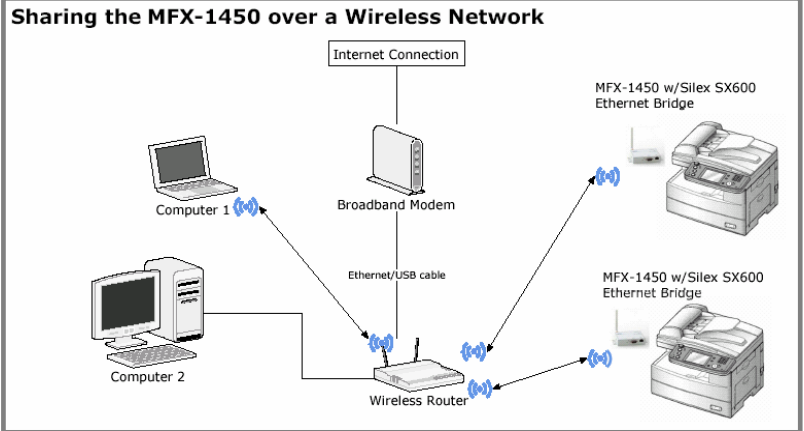 Sharing the MFX-1450 over a Wireless Network
Internet Connection
MFX-1450 w/Silex SX600
Ethernet Bridge
Computer 1
Broadband Modem
Ethernet/USB cable
MFX-1450 w/Silex SX600
Ethernet Bridge
Computer 2
Wireless Router